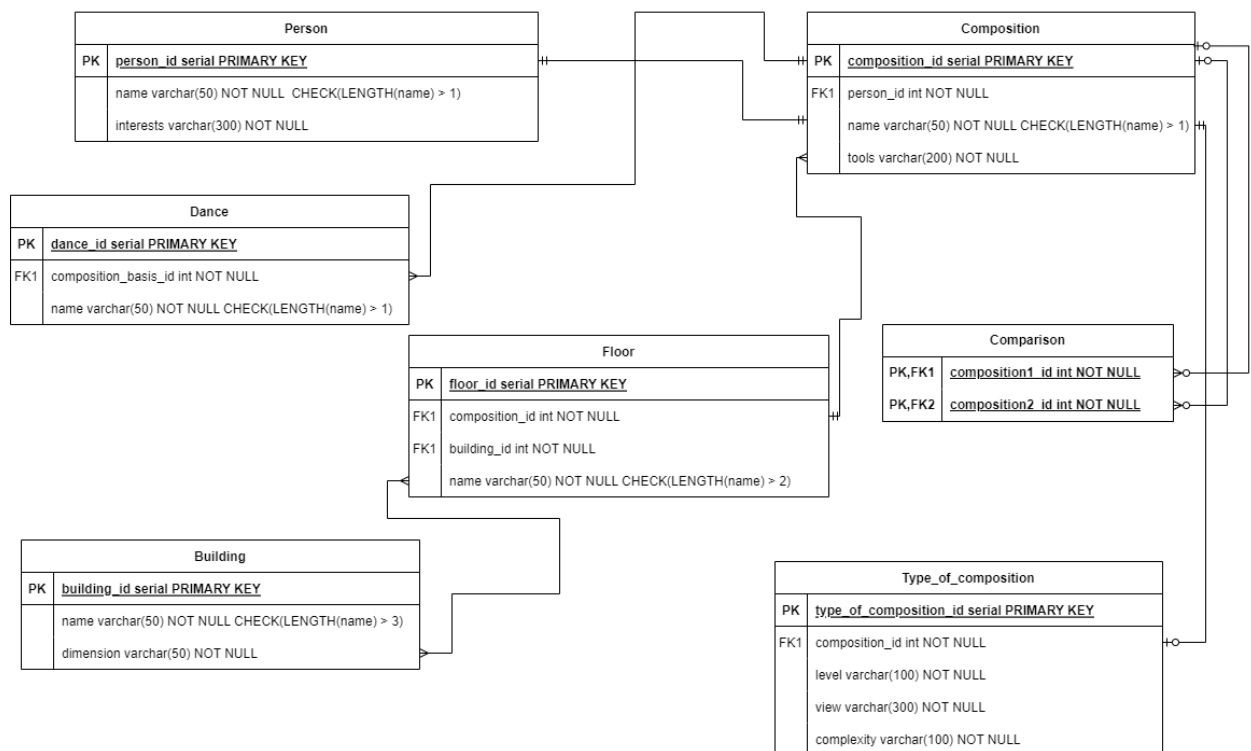 Person
PK person_id serial PRIMARY KEY
name varchar(50) NOT NULL  CHECK(LENGTH(name) > 1)
interests varchar(300) NOT NULL
Composition
PK composition_id serial PRIMARY KEY
FK1 person_id int NOT NULL
name varchar(50) NOT NULL CHECK(LENGTH(name) > 1)
tools varchar(200) NOT NULL
Dance
PK dance_id serial PRIMARY KEY
FK1 composition_basis_id int NOT NULL
name varchar(50) NOT NULL CHECK(LENGTH(name) > 1)
Floor
PK floor_id serial PRIMARY KEY
FK1 composition_id int NOT NULL
FK1 building_id int NOT NULL
name varchar(50) NOT NULL CHECK(LENGTH(name) > 2)
Comparison
PK,FK1 composition1_id int NOT NULL
PK,FK2 composition2_id int NOT NULL
Building
PK building_id serial PRIMARY KEY
name varchar(50) NOT NULL CHECK(LENGTH(name) > 3)
dimension varchar(50) NOT NULL
Type_of_composition
PK type_of_composition_id serial PRIMARY KEY
FK1 composition_id int NOT NULL
level varchar(100) NOT NULL
view varchar(300) NOT NULL
complexity varchar(100) NOT NULL